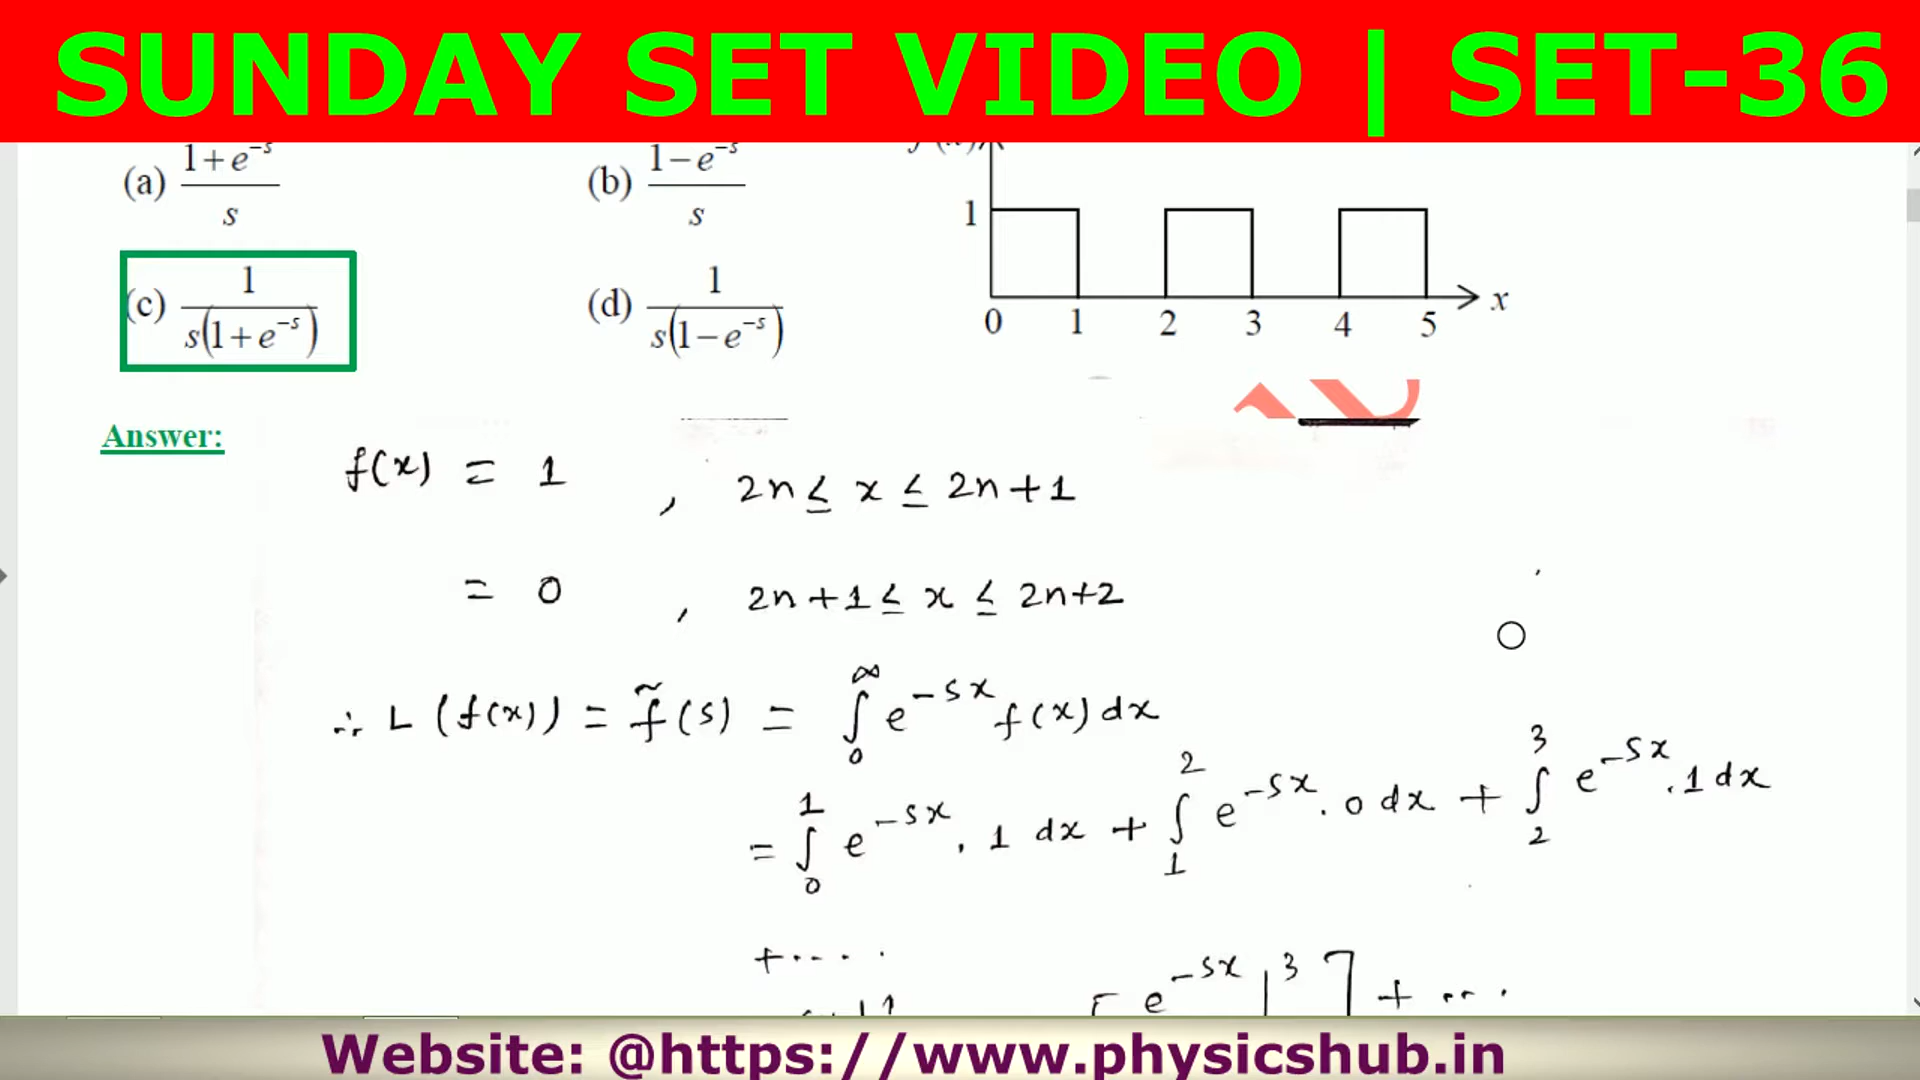 SUNDAY SET VIDEO | SET-36
(a) 1+e^{-s} / s
(b) 1-e^{-s} / s
(c) 1 / s(1+e^{-s})
(d) 1 / s(1-e^{-s})
1
x
0 1 2 3 4 5
Answer:
f(x) = 1 , 2n ≤ x ≤ 2n+1
= 0 , 2n+1 ≤ x ≤ 2n+2
∴ L(f(x)) = f̃(s) = ∫_0^∞ e^{-sx} f(x) dx
= ∫_0^1 e^{-sx} . 1 dx + ∫_1^2 e^{-sx} . 0 dx + ∫_2^3 e^{-sx} . 1 dx
+ .....
[ e^{-sx} |^3 ] + ....
Website: @https://www.physicshub.in